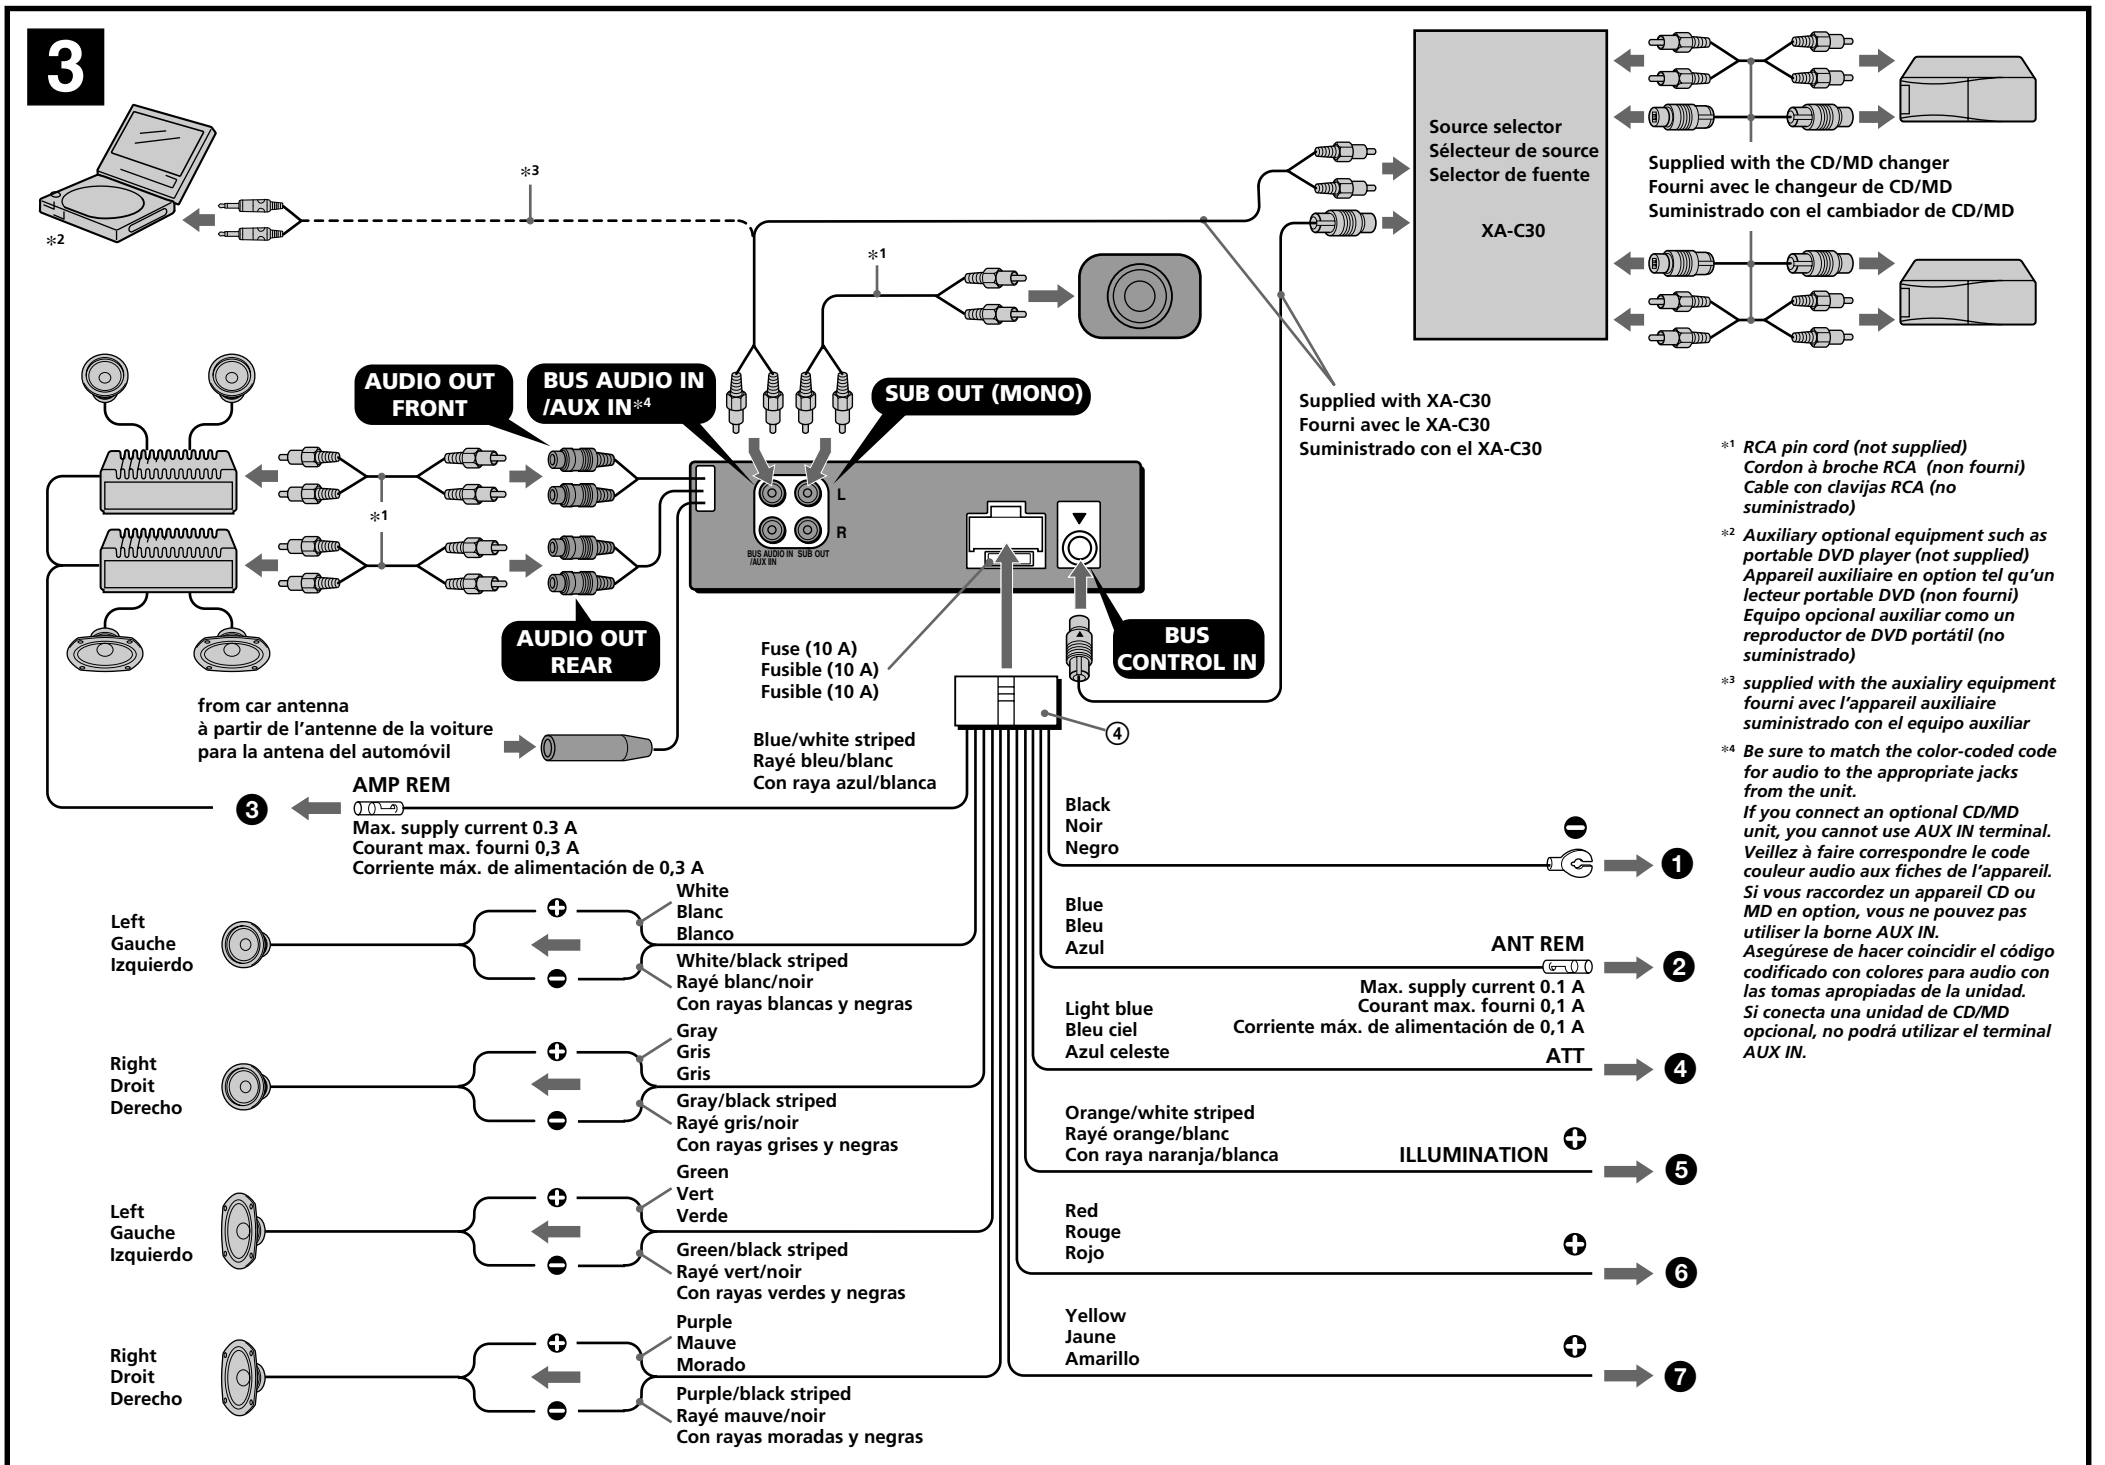 3
*2
*3
*1
Source selector
Sélecteur de source
Selector de fuente
XA-C30
Supplied with the CD/MD changer
Fourni avec le changeur de CD/MD
Suministrado con el cambiador de CD/MD
Supplied with XA-C30
Fourni avec le XA-C30
Suministrado con el XA-C30
AUDIO OUT
FRONT
BUS AUDIO IN
/AUX IN*4
SUB OUT (MONO)
*1
L
R
BUS AUDIO IN SUB OUT
/AUX IN
AUDIO OUT
REAR
BUS
CONTROL IN
Fuse (10 A)
Fusible (10 A)
Fusible (10 A)
from car antenna
à partir de l'antenne de la voiture
para la antena del automóvil
4
Blue/white striped
Rayé bleu/blanc
Con raya azul/blanca
3
AMP REM
Max. supply current 0.3 A
Courant max. fourni 0,3 A
Corriente máx. de alimentación de 0,3 A
Left
Gauche
Izquierdo
+
−
White
Blanc
Blanco
White/black striped
Rayé blanc/noir
Con rayas blancas y negras
Right
Droit
Derecho
+
−
Gray
Gris
Gris
Gray/black striped
Rayé gris/noir
Con rayas grises y negras
Left
Gauche
Izquierdo
+
−
Green
Vert
Verde
Green/black striped
Rayé vert/noir
Con rayas verdes y negras
Right
Droit
Derecho
+
−
Purple
Mauve
Morado
Purple/black striped
Rayé mauve/noir
Con rayas moradas y negras
Black
Noir
Negro
−
1
Blue
Bleu
Azul
ANT REM
2
Max. supply current 0.1 A
Courant max. fourni 0,1 A
Corriente máx. de alimentación de 0,1 A
Light blue
Bleu ciel
Azul celeste
ATT
4
Orange/white striped
Rayé orange/blanc
Con raya naranja/blanca
ILLUMINATION
+
5
Red
Rouge
Rojo
+
6
Yellow
Jaune
Amarillo
+
7
*1 RCA pin cord (not supplied)
Cordon à broche RCA (non fourni)
Cable con clavijas RCA (no
suministrado)
*2 Auxiliary optional equipment such as
portable DVD player (not supplied)
Appareil auxiliaire en option tel qu'un
lecteur portable DVD (non fourni)
Equipo opcional auxiliar como un
reproductor de DVD portátil (no
suministrado)
*3 supplied with the auxialiry equipment
fourni avec l'appareil auxiliaire
suministrado con el equipo auxiliar
*4 Be sure to match the color-coded code
for audio to the appropriate jacks
from the unit.
If you connect an optional CD/MD
unit, you cannot use AUX IN terminal.
Veillez à faire correspondre le code
couleur audio aux fiches de l'appareil.
Si vous raccordez un appareil CD ou
MD en option, vous ne pouvez pas
utiliser la borne AUX IN.
Asegúrese de hacer coincidir el código
codificado con colores para audio con
las tomas apropiadas de la unidad.
Si conecta una unidad de CD/MD
opcional, no podrá utilizar el terminal
AUX IN.